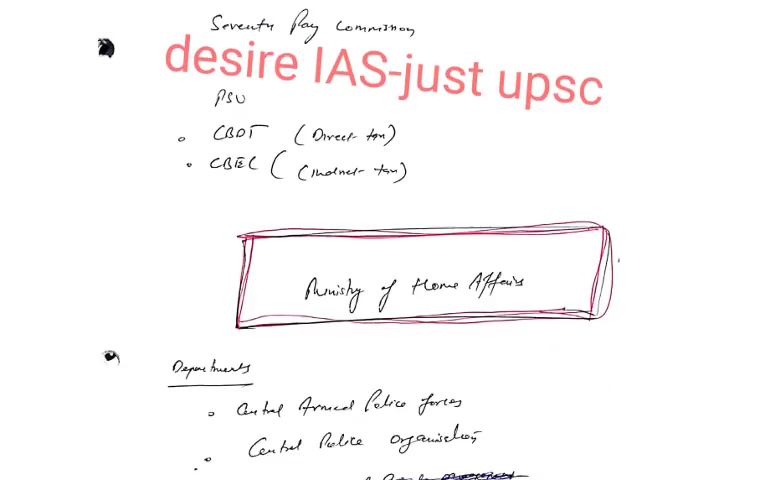 Seventh Pay Commission
desire IAS-just upsc
PSU
CBDT (Direct tax)
CBEC ( (Indirect tax)
Ministry of Home Affairs
Departments
Central Armed Police forces
Central Police organisation